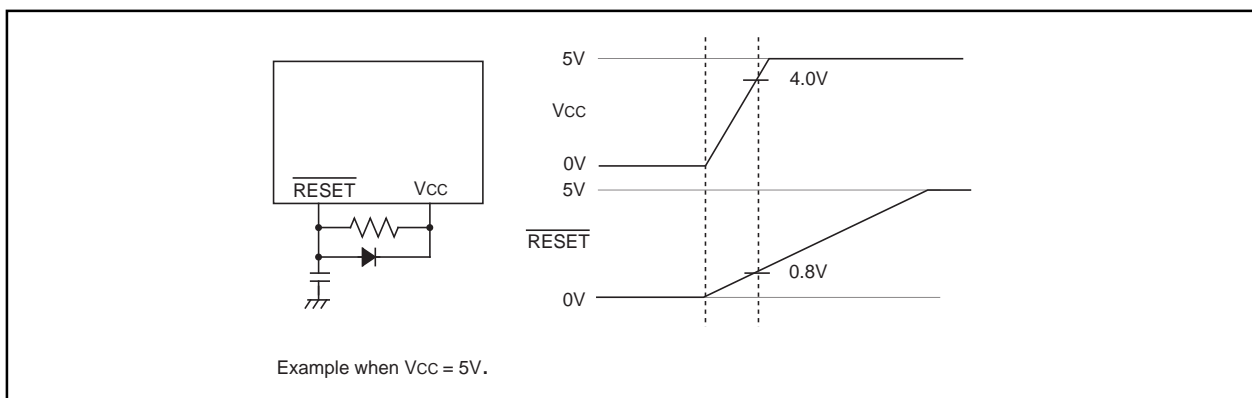 RESET VCC
5V
4.0V
VCC
0V
5V
RESET
0.8V
0V
Example when VCC = 5V.